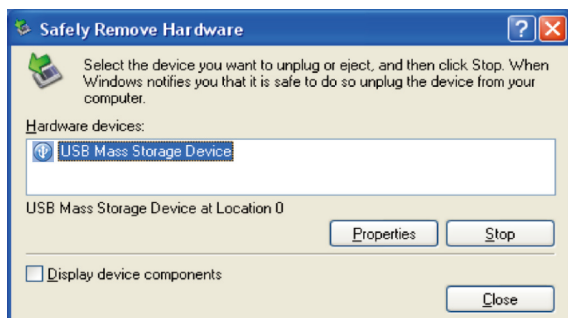 Safely Remove Hardware
Select the device you want to unplug or eject, and then click Stop. When
Windows notifies you that it is safe to do so unplug the device from your
computer.
Hardware devices:
USB Mass Storage Device
USB Mass Storage Device at Location 0
Properties Stop
Display device components
Close